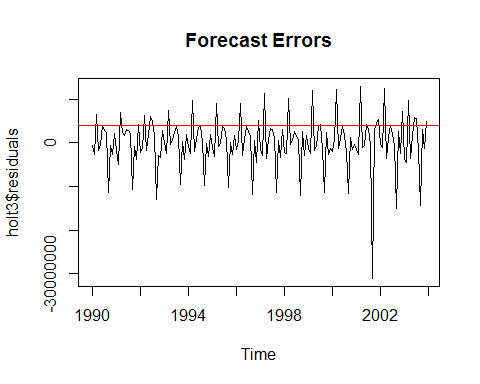 Forecast Errors
holt3$residuals
0
-30000000
1990
1994
1998
2002
Time